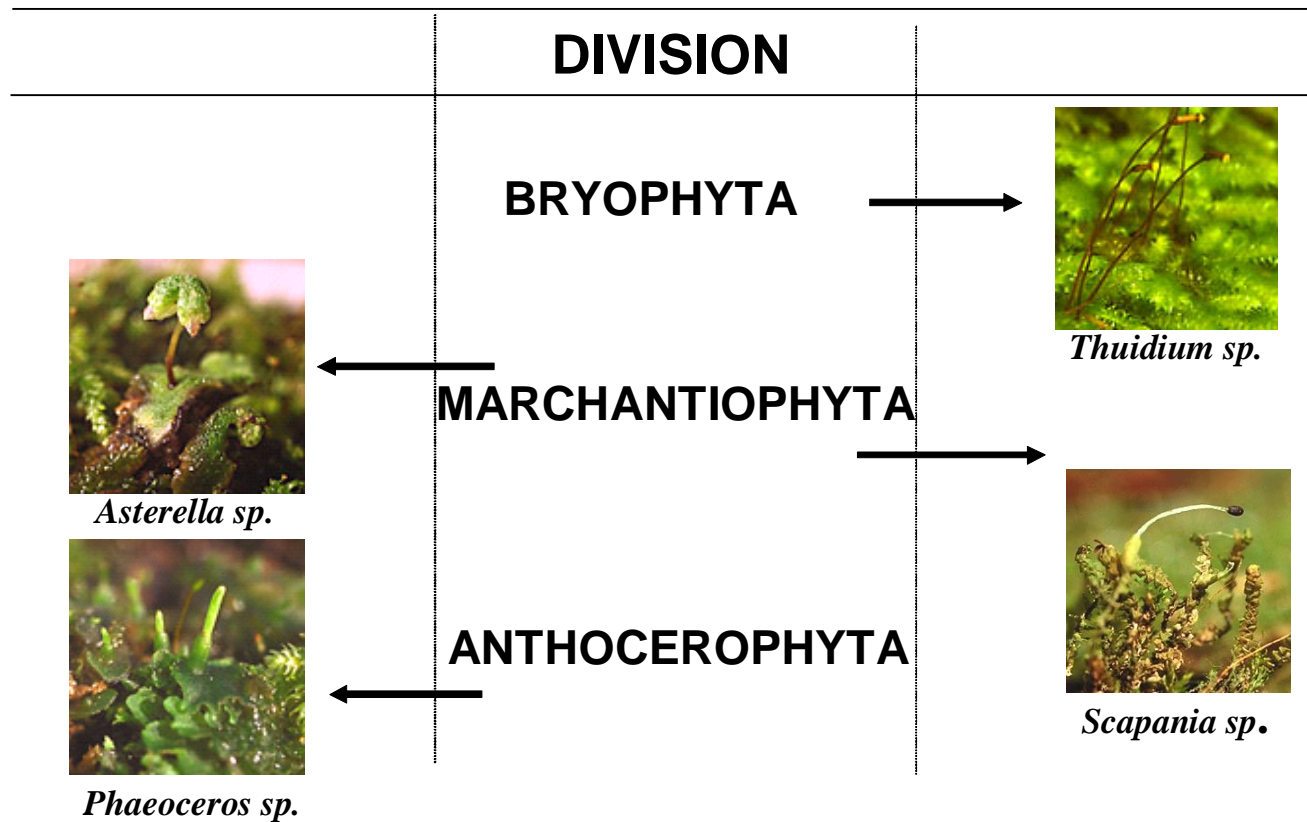 DIVISION
BRYOPHYTA
Thuidium sp.
MARCHANTIOPHYTA
Asterella sp.
Scapania sp.
ANTHOCEROPHYTA
Phaeoceros sp.